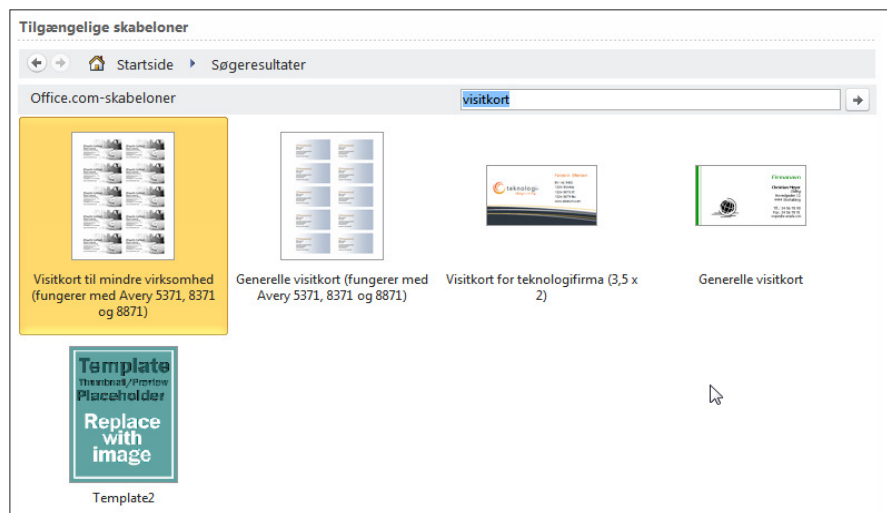 Tilgængelige skabeloner
Startside
Søgeresultater
Office.com-skabeloner
visitkort
teknologi-
Firmanavn
Visitkort til mindre virksomhed
(fungerer med Avery 5371, 8371
og 8871)
Generelle visitkort (fungerer med
Avery 5371, 8371 og 8871)
Visitkort for teknologifirma (3,5 x
2)
Generelle visitkort
Template
Thumbnail/Preview
Placeholder
Replace
with
image
Template2